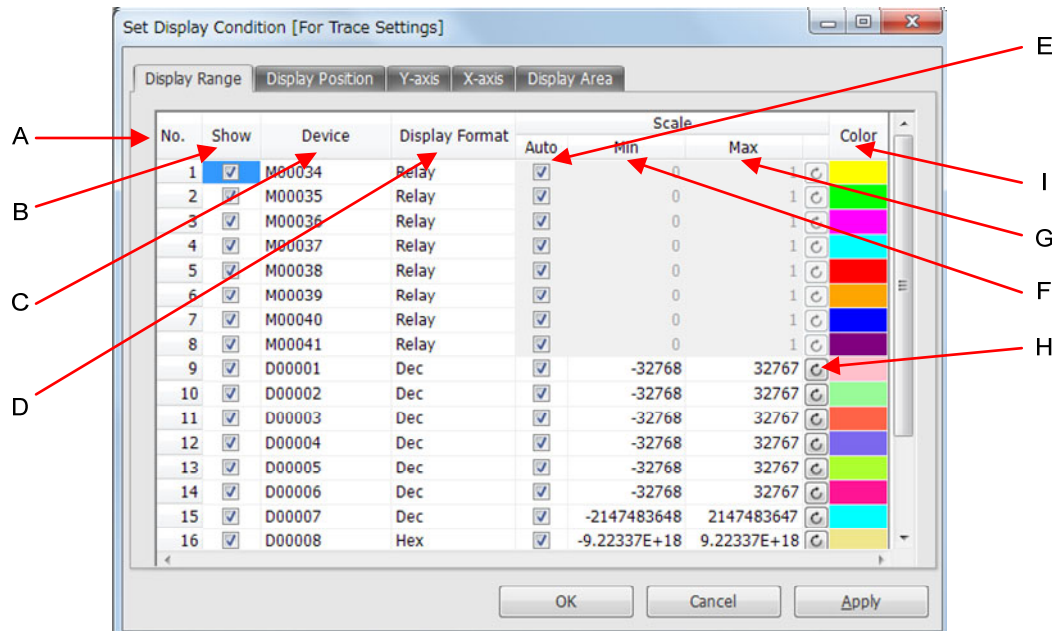 Set Display Condition [For Trace Settings]
E
Display Range Display Position Y-axis X-axis Display Area
A
No. Show Device Display Format Scale Color
Auto Min Max
1 M00034 Relay 0 1
I
2 M00035 Relay 0 1
B
3 M00036 Relay 0 1
G
4 M00037 Relay 0 1
5 M00038 Relay 0 1
F
6 M00039 Relay 0 1
C
7 M00040 Relay 0 1
8 M00041 Relay 0 1
H
9 D00001 Dec -32768 32767
10 D00002 Dec -32768 32767
D
11 D00003 Dec -32768 32767
12 D00004 Dec -32768 32767
13 D00005 Dec -32768 32767
14 D00006 Dec -32768 32767
15 D00007 Dec -2147483648 2147483647
16 D00008 Hex -9.22337E+18 9.22337E+18
OK Cancel Apply